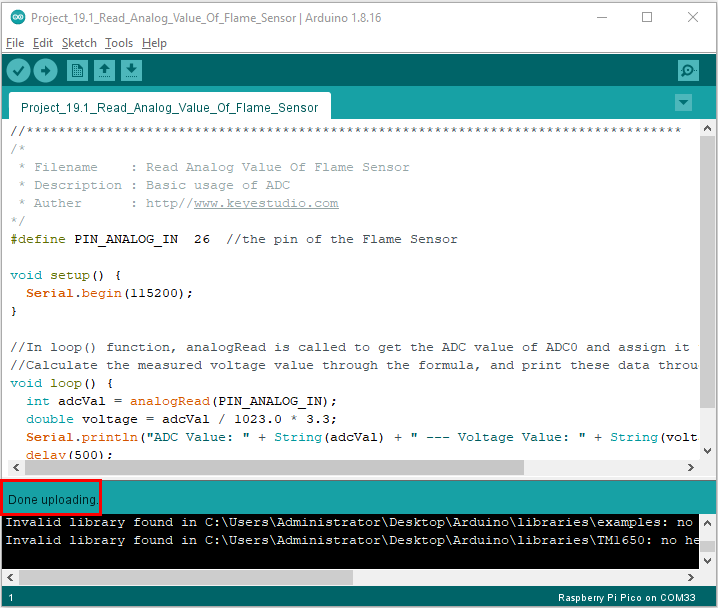 Project_19.1_Read_Analog_Value_Of_Flame_Sensor | Arduino 1.8.16
File Edit Sketch Tools Help
Project_19.1_Read_Analog_Value_Of_Flame_Sensor
//**********************************************************************************
/*
 * Filename    : Read Analog Value Of Flame Sensor
 * Description : Basic usage of ADC
 * Auther      : http//www.keyestudio.com
*/
#define PIN_ANALOG_IN  26  //the pin of the Flame Sensor
void setup() {
  Serial.begin(115200);
}
//In loop() function, analogRead is called to get the ADC value of ADC0 and assign it
//Calculate the measured voltage value through the formula, and print these data throu
void loop() {
  int adcVal = analogRead(PIN_ANALOG_IN);
  double voltage = adcVal / 1023.0 * 3.3;
  Serial.println("ADC Value: " + String(adcVal) + " --- Voltage Value: " + String(volt
  delay(500);
Done uploading.
Invalid library found in C:\Users\Administrator\Desktop\Arduino\libraries\examples: no
Invalid library found in C:\Users\Administrator\Desktop\Arduino\libraries\TM1650: no he
1 Raspberry Pi Pico on COM33